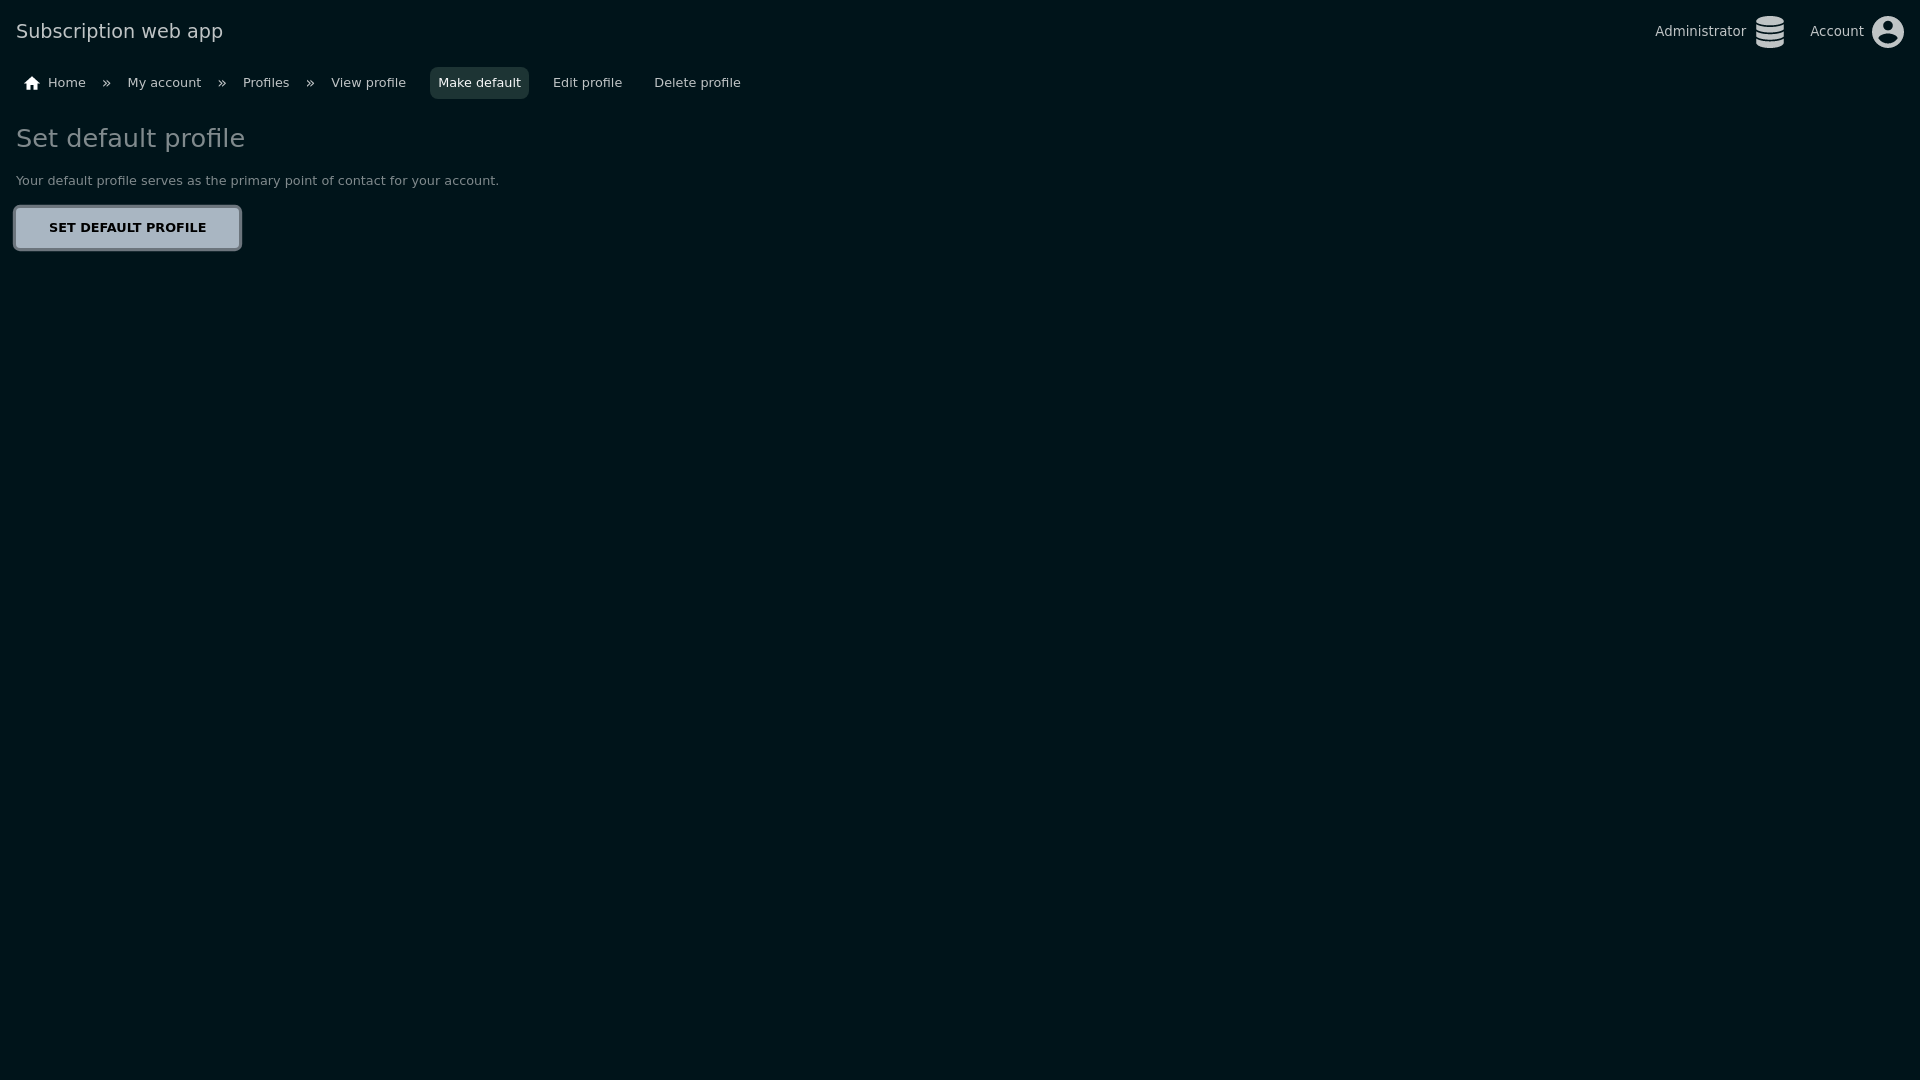 Subscription web app
Administrator
Account
Home » My account » Profiles » View profile Make default Edit profile Delete profile
Set default profile
Your default profile serves as the primary point of contact for your account.
SET DEFAULT PROFILE